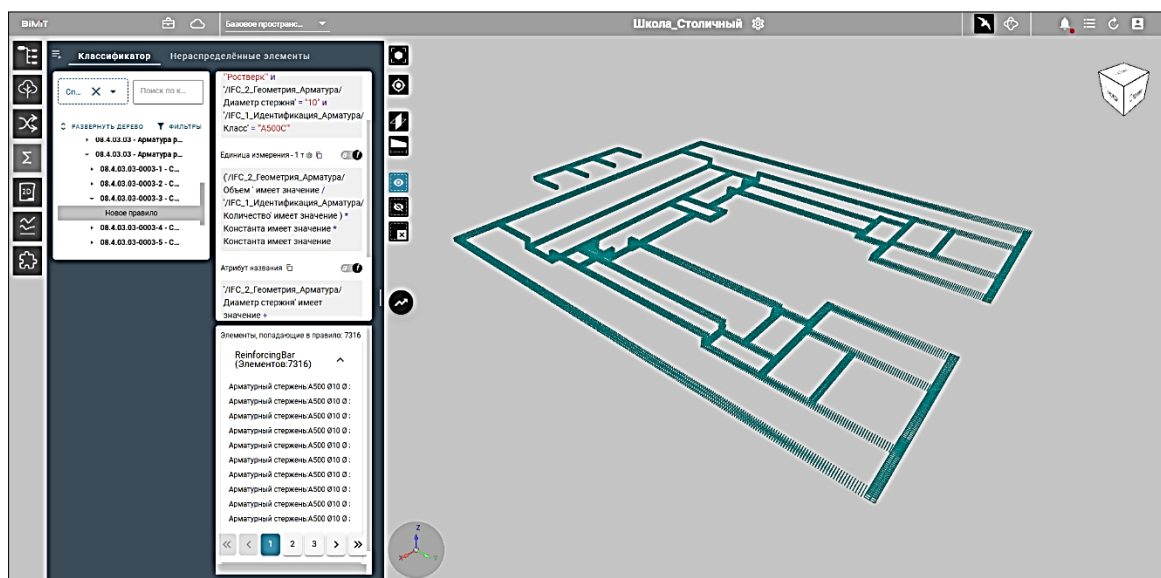 BIMIT
Базовое пространс...
Школа_Столичный
Классификатор
Нераспределённые элементы
Сп...
Поиск по к...
РАЗВЕРНУТЬ ДЕРЕВО
ФИЛЬТРЫ
08.4.03.03 - Арматура р...
08.4.03.03 - Арматура р...
08.4.03.03-0003-1 - С...
08.4.03.03-0003-2 - С...
08.4.03.03-0003-3 - С...
Новое правило
08.4.03.03-0003-4 - С...
08.4.03.03-0003-5 - С...
"Ростверк" и
'/IFC_2_Геометрия_Арматура/
Диаметр стержня' = "10" и
'/IFC_1_Идентификация_Арматура/
Класс' = "А500С"
Единица измерения - 1 т
('/IFC_2_Геометрия_Арматура/
Объем ' имеет значение /
'/IFC_1_Идентификация_Арматура/
Количество' имеет значение ) *
Константа имеет значение *
Константа имеет значение
Атрибут названия
'/IFC_2_Геометрия_Арматура/
Диаметр стержня' имеет
значение +
Элементы, попадающие в правило: 7316
ReinforcingBar
(Элементов:7316)
Арматурный стержень:А500 Ø10 Ø :
Арматурный стержень:А500 Ø10 Ø :
Арматурный стержень:А500 Ø10 Ø :
Арматурный стержень:А500 Ø10 Ø :
Арматурный стержень:А500 Ø10 Ø :
Арматурный стержень:А500 Ø10 Ø :
Арматурный стержень:А500 Ø10 Ø :
Арматурный стержень:А500 Ø10 Ø :
Арматурный стержень:А500 Ø10 Ø :
Арматурный стержень:А500 Ø10 Ø :
« < 1 2 3 > »
2D
Z
X
Y